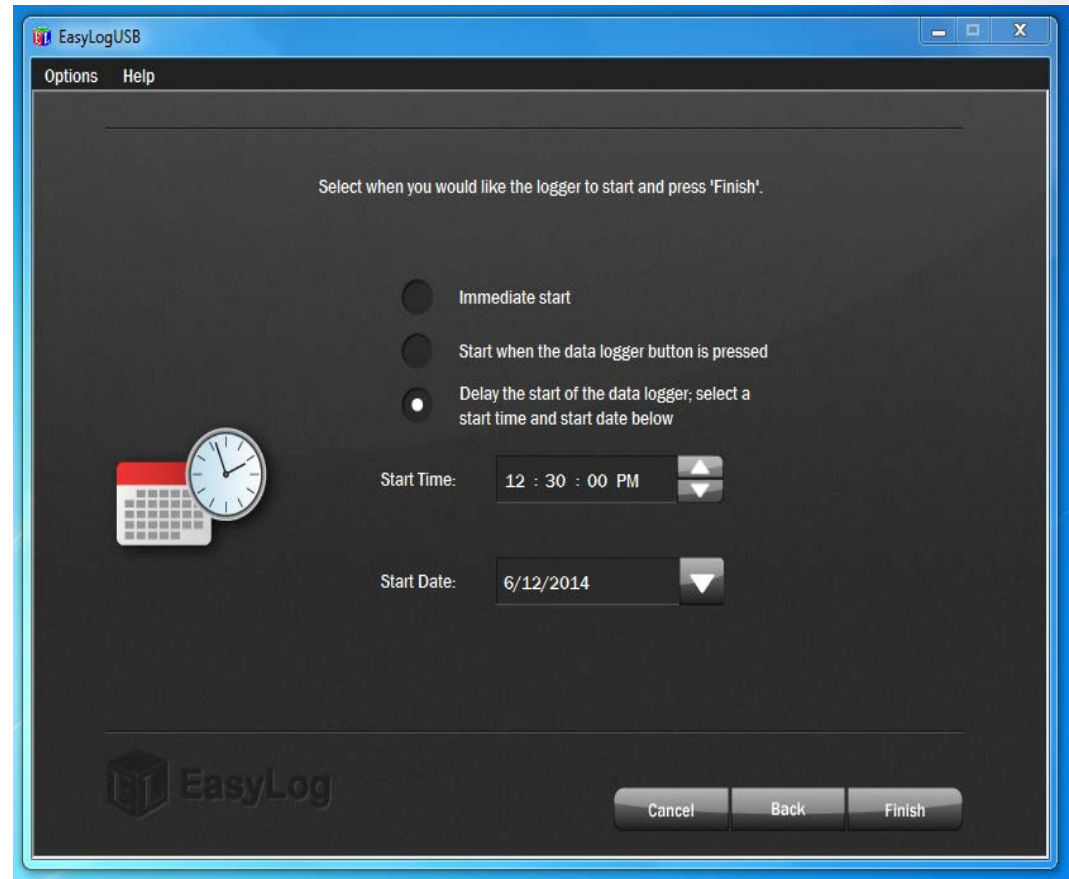 EasyLogUSB
Options Help
Select when you would like the logger to start and press 'Finish'.
Immediate start
Start when the data logger button is pressed
Delay the start of the data logger; select a
start time and start date below
Start Time: 12 : 30 : 00 PM
Start Date: 6/12/2014
EL EasyLog
Cancel Back Finish